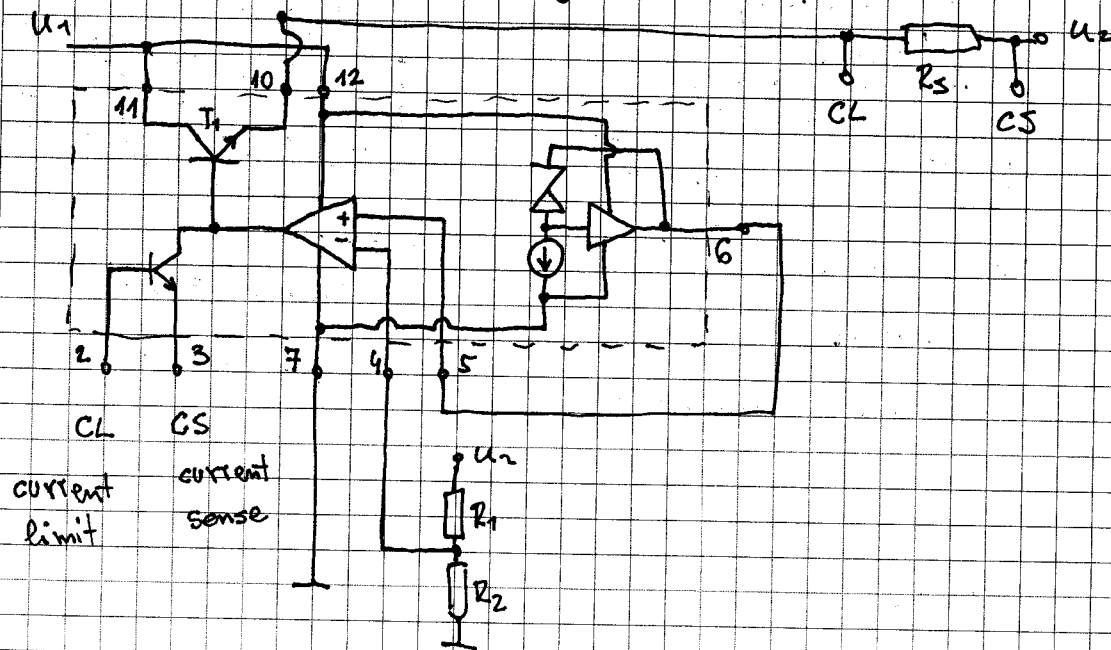 U1
U2
10
12
11
T1
RS
CL
CS
+
-
6
2
3
7
4
5
CL
CS
U2
current
limit
current
sense
R1
R2